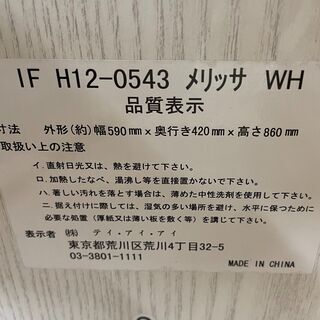 IF H12-0543 メリッサ WH
品質表示
寸法 外形(約)幅590mm×奥行き420mm×高さ860mm
取扱い上の注意
イ.直射日光又は、熱を避けて下さい。
ロ.加熱したなべ、湯沸し等を直接置かないで下さい。
ハ.著しい汚れを落とす場合は、薄めた中性洗剤を使用して下さい。
ニ.据え付けに際しては、湿気の多い場所を避け、水平に保つために
必要な処置(厚紙又は薄い板を敷く等)を講じて下さい。
表示者 ㈲ テイ・アイ・アイ
東京都荒川区荒川4丁目32-5
03-3801-1111
MADE IN CHINA